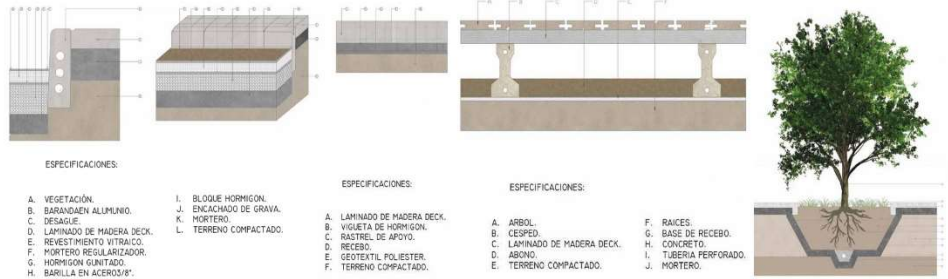 ESPECIFICACIONES:
A. VEGETACIÓN.
B. BARANDAEN ALUMUNIO.
C. DESAGUE.
D. LAMINADO DE MADERA DECK.
E. REVESTIMIENTO VITRAICO.
F. MORTERO REGULARIZADOR.
G. HORMIGON GUNITADO.
H. BARILLA EN ACERO3/8".
I. BLOQUE HORMIGON.
J. ENCACHADO DE GRAVA.
K. MORTERO.
L. TERRENO COMPACTADO.
ESPECIFICACIONES:
A. LAMINADO DE MADERA DECK.
B. VIGUETA DE HORMIGON.
C. RASTREL DE APOYO.
D. RECEBO.
E. GEOTEXTIL POLIESTER.
F. TERRENO COMPACTADO.
ESPECIFICACIONES:
A. ARBOL.
B. CESPED.
C. LAMINADO DE MADERA DECK.
D. ABONO.
E. TERRENO COMPACTADO.
F. RAICES.
G. BASE DE RECEBO.
H. CONCRETO.
I. TUBERIA PERFORADO.
J. MORTERO.